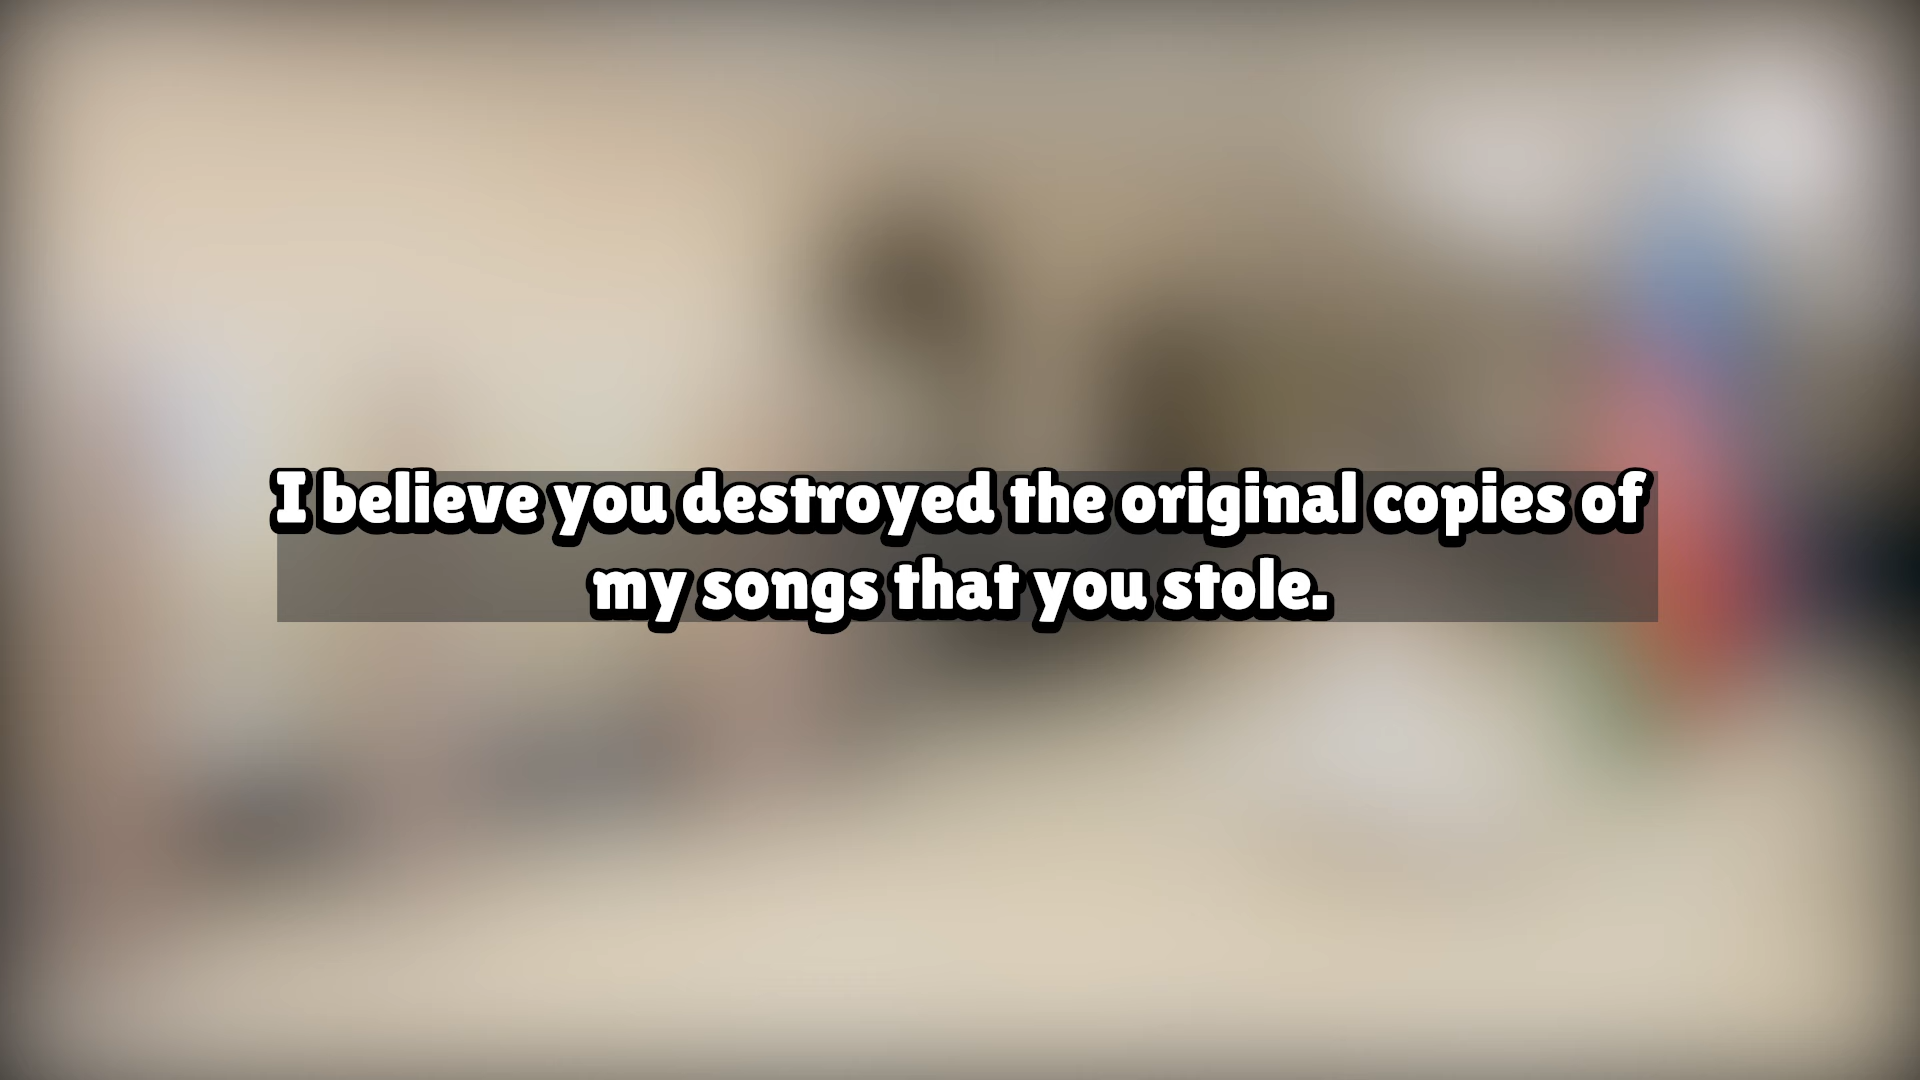 I believe you destroyed the original copies of
my songs that you stole.